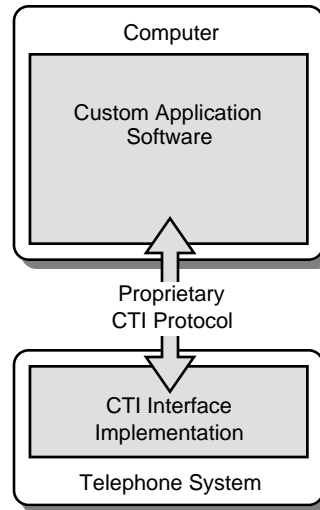 Computer
Custom Application
Software
Proprietary
CTI Protocol
CTI Interface
Implementation
Telephone System